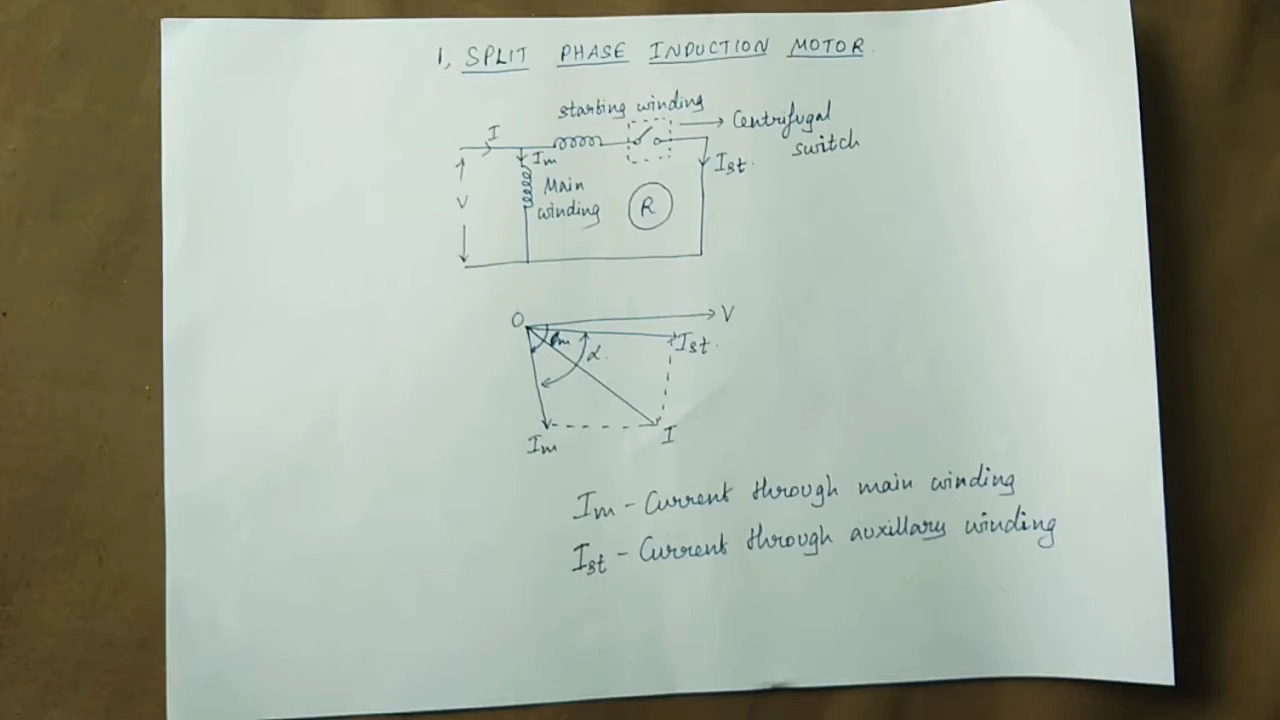 1, SPLIT PHASE INDUCTION MOTOR.
starting winding
Centrifugal
switch
I
Im
Ist.
Main
winding
V
R
O
V
ϕm
Ist.
α.
Im
I
Im - Current through main winding
Ist - Current through auxillary winding